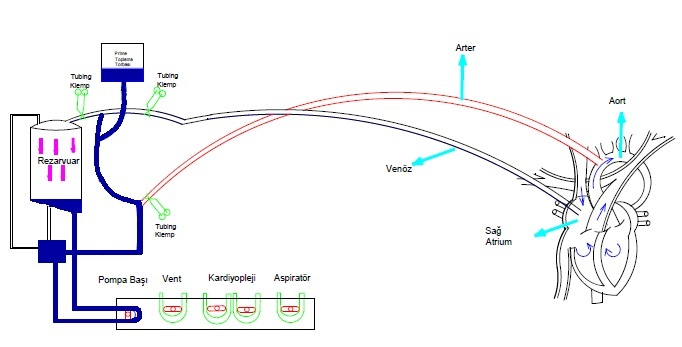 Prime
Toplama
Torbası
Tubing
Klemp
Tubing
Klemp
Arter
Aort
Rezarvuar
Venöz
Tubing
Klemp
Sağ
Atrium
Pompa Başı
Vent
Kardiyopleji
Aspiratör